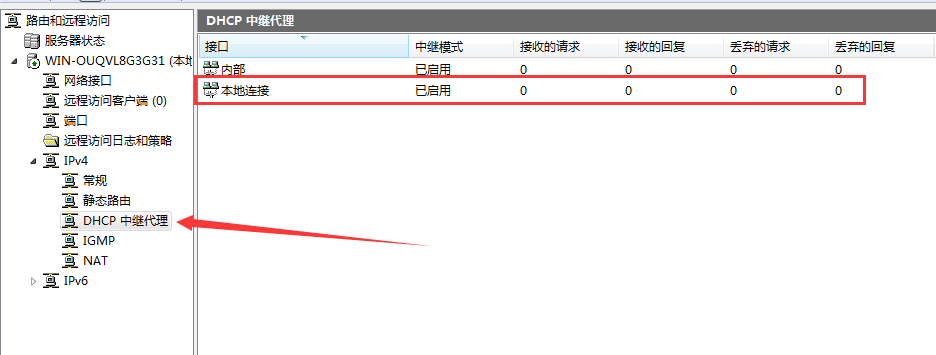 路由和远程访问
服务器状态
WIN-OUQVL8G3G31 (本地
网络接口
远程访问客户端 (0)
端口
远程访问日志和策略
IPv4
常规
静态路由
DHCP 中继代理
IGMP
NAT
IPv6
DHCP 中继代理
接口 中继模式 接收的请求 接收的回复 丢弃的请求 丢弃的回复
内部 已启用 0 0 0 0
本地连接 已启用 0 0 0 0